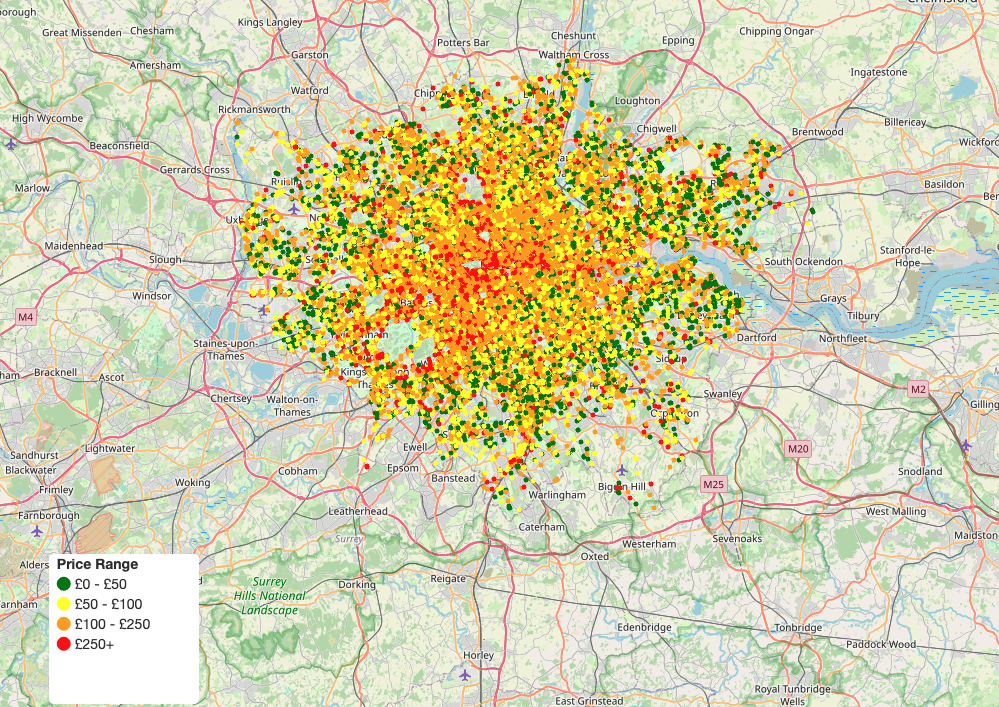 Chelmsford
Kings Langley
Great Missenden
Chesham
Cheshunt
Chipping Ongar
Potters Bar
Epping
Garston
Waltham Cross
Amersham
Ingatestone
Watford
Loughton
Rickmansworth
High Wycombe
Billericay
Chigwell
Brentwood
Beaconsfield
Wickford
Gerrards Cross
Marlow
Basildon
Maidenhead
Stanford-le-
Hope
Slough
South Ockendon
Windsor
Grays
M4
Tilbury
Dartford
Northfleet
Staines-upon-
Thames
Bracknell
Ascot
M2
Swanley
Chertsey
Walton-on-
Thames
Ewell
Lightwater
M20
Sandhurst
Blackwater
Epsom
Cobham
Banstead
Snodland
Woking
M25
Biggin Hill
Frimley
Warlingham
Leatherhead
West Malling
Farnborough
Caterham
Surrey
Sevenoaks
Westerham
Oxted
Price Range
£0 - £50
£50 - £100
£100 - £250
£250+
Surrey
Hills National
Landscape
Dorking
Reigate
Edenbridge
Tonbridge
Paddock Wood
Horley
Royal Tunbridge
Wells
East Grinstead